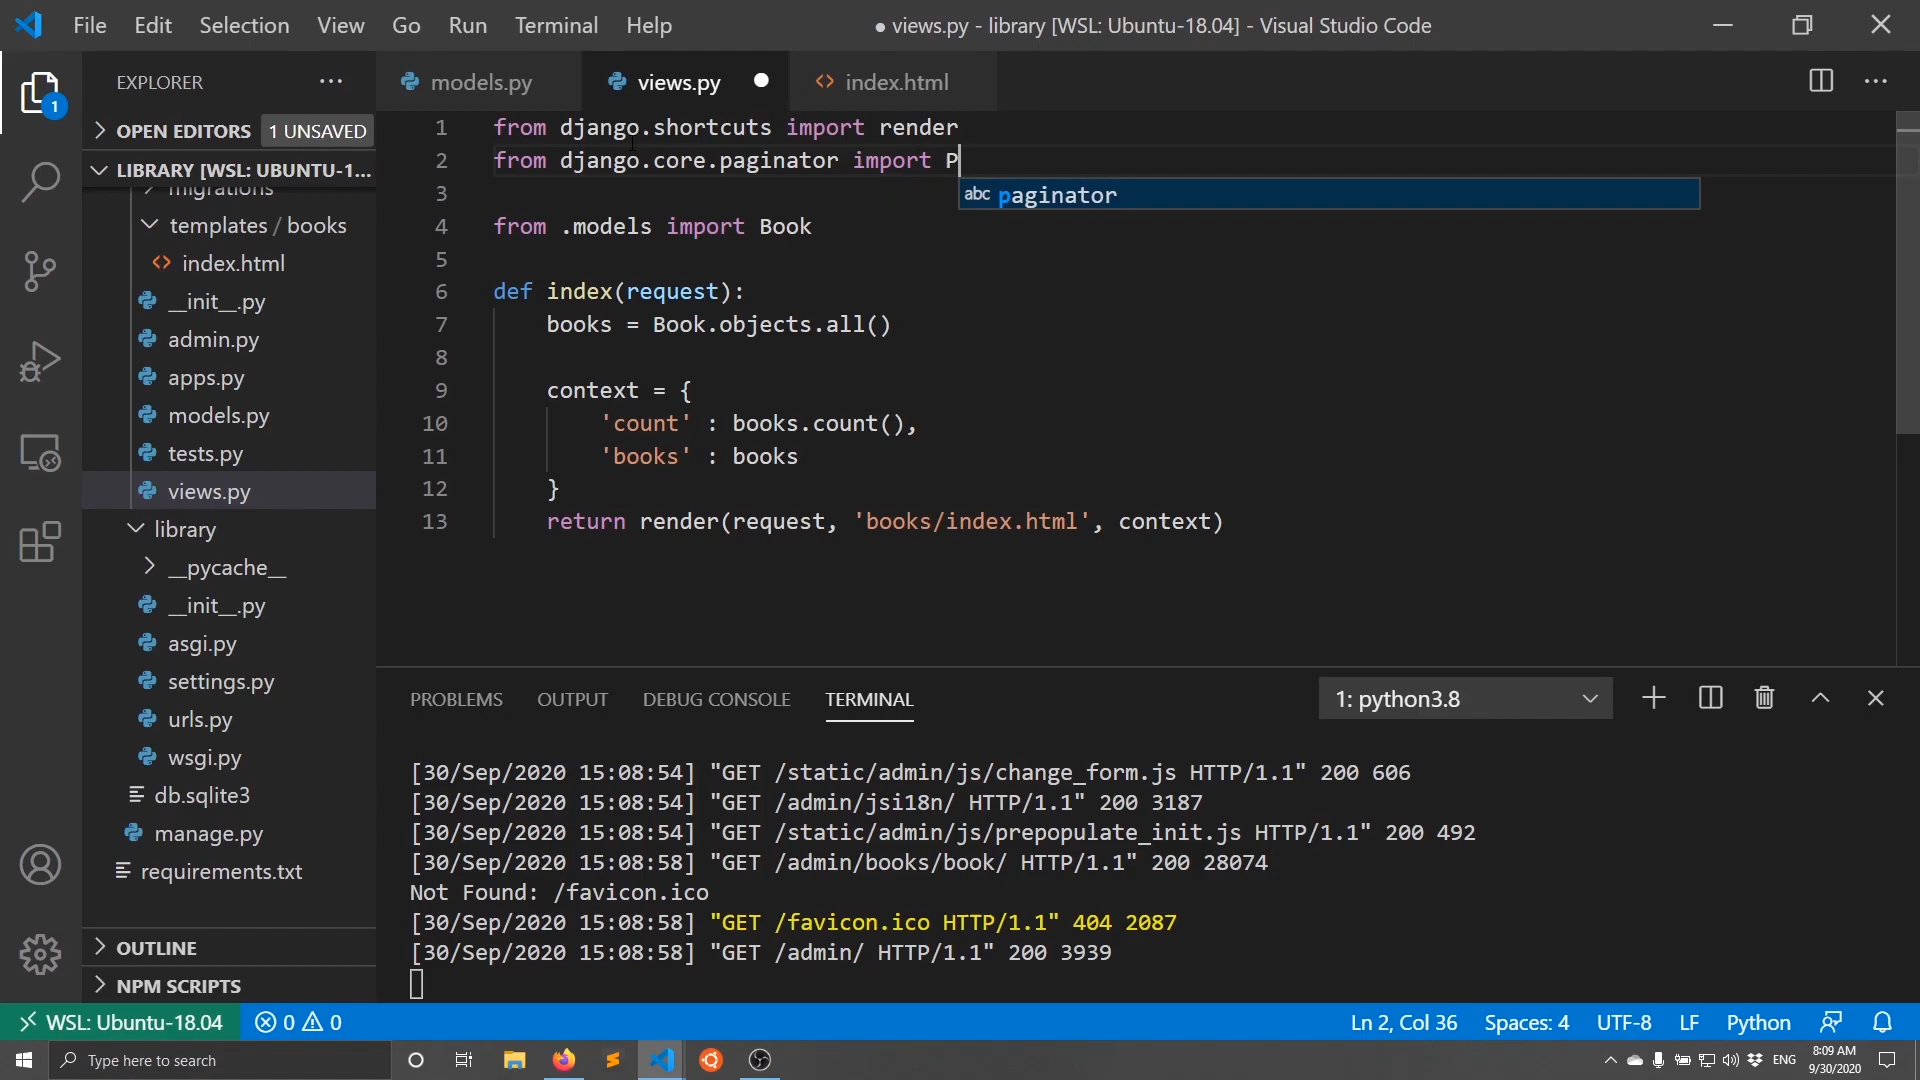 File Edit Selection View Go Run Terminal Help
● views.py - library [WSL: Ubuntu-18.04] - Visual Studio Code
EXPLORER
1
models.py
views.py
index.html
OPEN EDITORS 1 UNSAVED
LIBRARY [WSL: UBUNTU-1...
migrations
templates / books
index.html
__init__.py
admin.py
apps.py
models.py
tests.py
views.py
library
__pycache__
__init__.py
asgi.py
settings.py
urls.py
wsgi.py
db.sqlite3
manage.py
requirements.txt
OUTLINE
NPM SCRIPTS
1 from django.shortcuts import render
2 from django.core.paginator import P
abc paginator
3
4 from .models import Book
5
6 def index(request):
7 books = Book.objects.all()
8
9 context = {
10 'count' : books.count(),
11 'books' : books
12 }
13 return render(request, 'books/index.html', context)
PROBLEMS OUTPUT DEBUG CONSOLE TERMINAL
1: python3.8
[30/Sep/2020 15:08:54] "GET /static/admin/js/change_form.js HTTP/1.1" 200 606
[30/Sep/2020 15:08:54] "GET /admin/jsi18n/ HTTP/1.1" 200 3187
[30/Sep/2020 15:08:54] "GET /static/admin/js/prepopulate_init.js HTTP/1.1" 200 492
[30/Sep/2020 15:08:58] "GET /admin/books/book/ HTTP/1.1" 200 28074
Not Found: /favicon.ico
[30/Sep/2020 15:08:58] "GET /favicon.ico HTTP/1.1" 404 2087
[30/Sep/2020 15:08:58] "GET /admin/ HTTP/1.1" 200 3939
WSL: Ubuntu-18.04 0 0
Ln 2, Col 36 Spaces: 4 UTF-8 LF Python
Type here to search
ENG
8:09 AM
9/30/2020